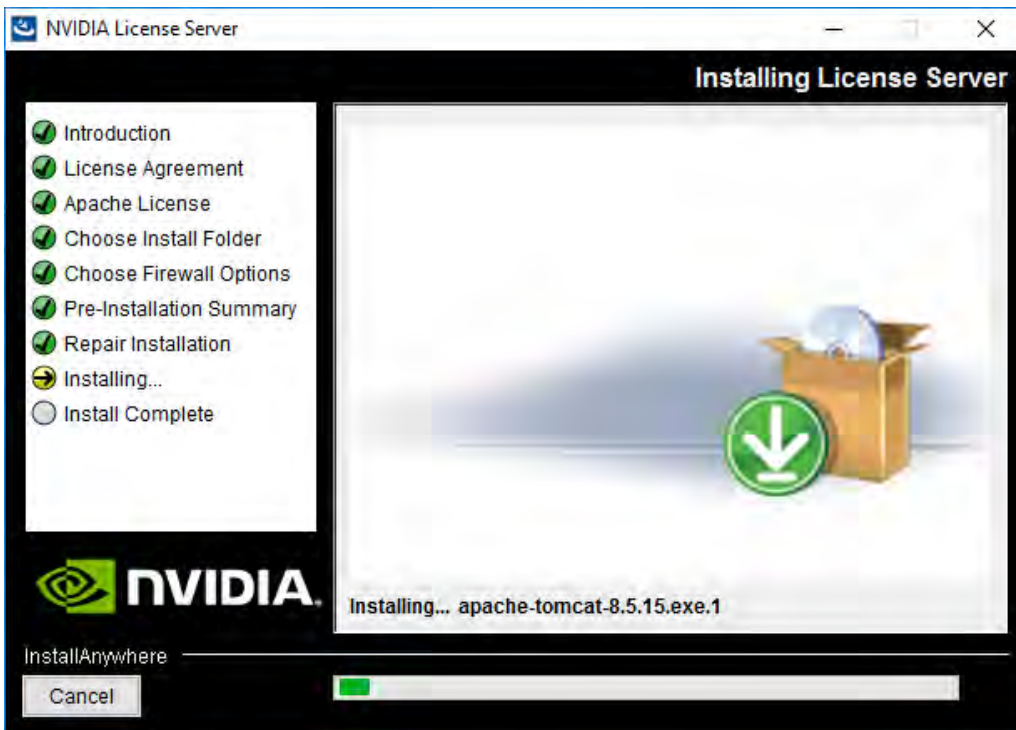 NVIDIA License Server
Installing License Server
Introduction
License Agreement
Apache License
Choose Install Folder
Choose Firewall Options
Pre-Installation Summary
Repair Installation
Installing...
Install Complete
NVIDIA.
Installing... apache-tomcat-8.5.15.exe.1
InstallAnywhere
Cancel